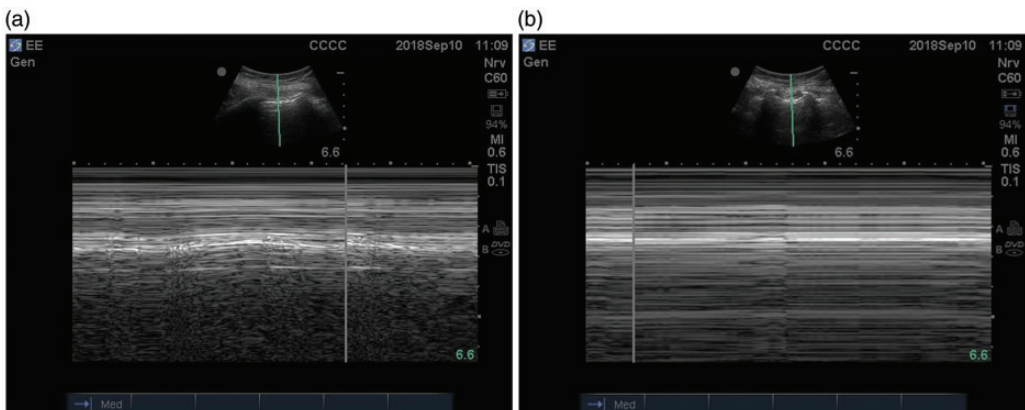 (a)
EE CCCC 2018Sep10 11:09
Gen
Nrv
C60
94%
MI
0.6
6.6
TIS
0.1
A
B DVD
6.6
Med
(b)
EE CCCC 2018Sep10 11:09
Gen
Nrv
C60
94%
MI
0.6
6.6
TIS
0.1
A
B DVD
6.6
Med